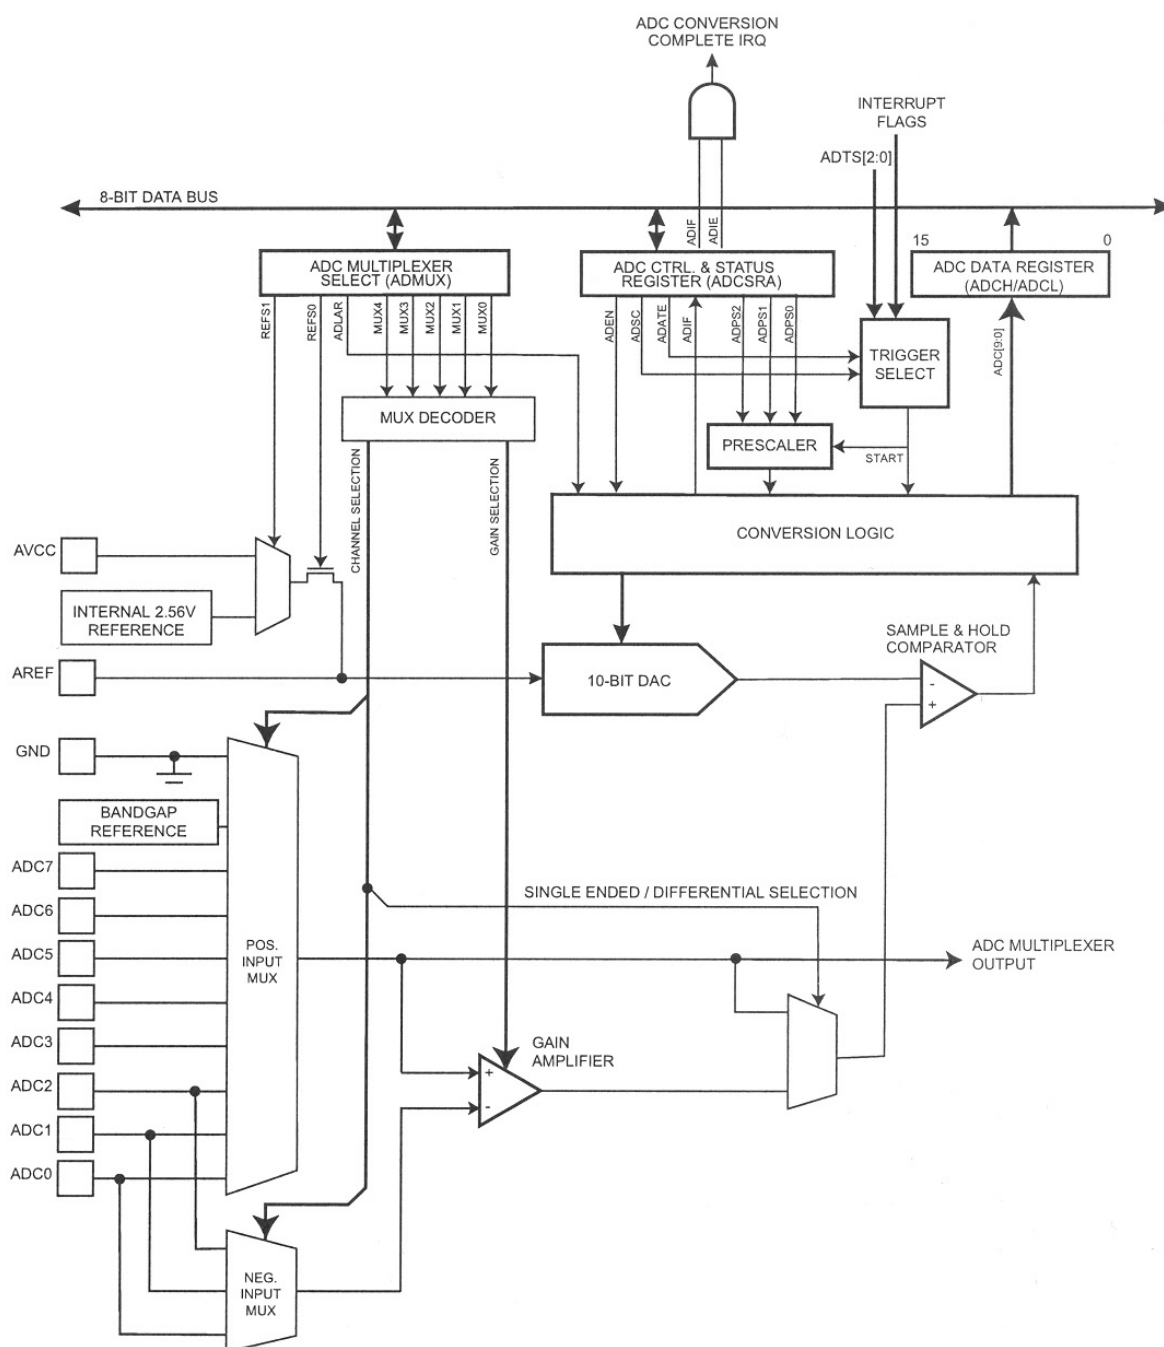 ADC CONVERSION
COMPLETE IRQ
INTERRUPT
FLAGS
ADTS[2:0]
8-BIT DATA BUS
ADIF
ADIE
15
0
ADC MULTIPLEXER
SELECT (ADMUX)
ADC CTRL. & STATUS
REGISTER (ADCSRA)
ADC DATA REGISTER
(ADCH/ADCL)
REFS1
REFS0
ADLAR
MUX4
MUX3
MUX2
MUX1
MUX0
ADEN
ADSC
ADATE
ADIF
ADPS2
ADPS1
ADPS0
TRIGGER
SELECT
ADC[9:0]
MUX DECODER
PRESCALER
START
CHANNEL SELECTION
GAIN SELECTION
CONVERSION LOGIC
AVCC
INTERNAL 2.56V
REFERENCE
SAMPLE & HOLD
COMPARATOR
AREF
10-BIT DAC
-
+
GND
BANDGAP
REFERENCE
ADC7
SINGLE ENDED / DIFFERENTIAL SELECTION
ADC6
ADC5
POS.
INPUT
MUX
ADC MULTIPLEXER
OUTPUT
ADC4
ADC3
GAIN
AMPLIFIER
+
-
ADC2
ADC1
ADC0
NEG.
INPUT
MUX